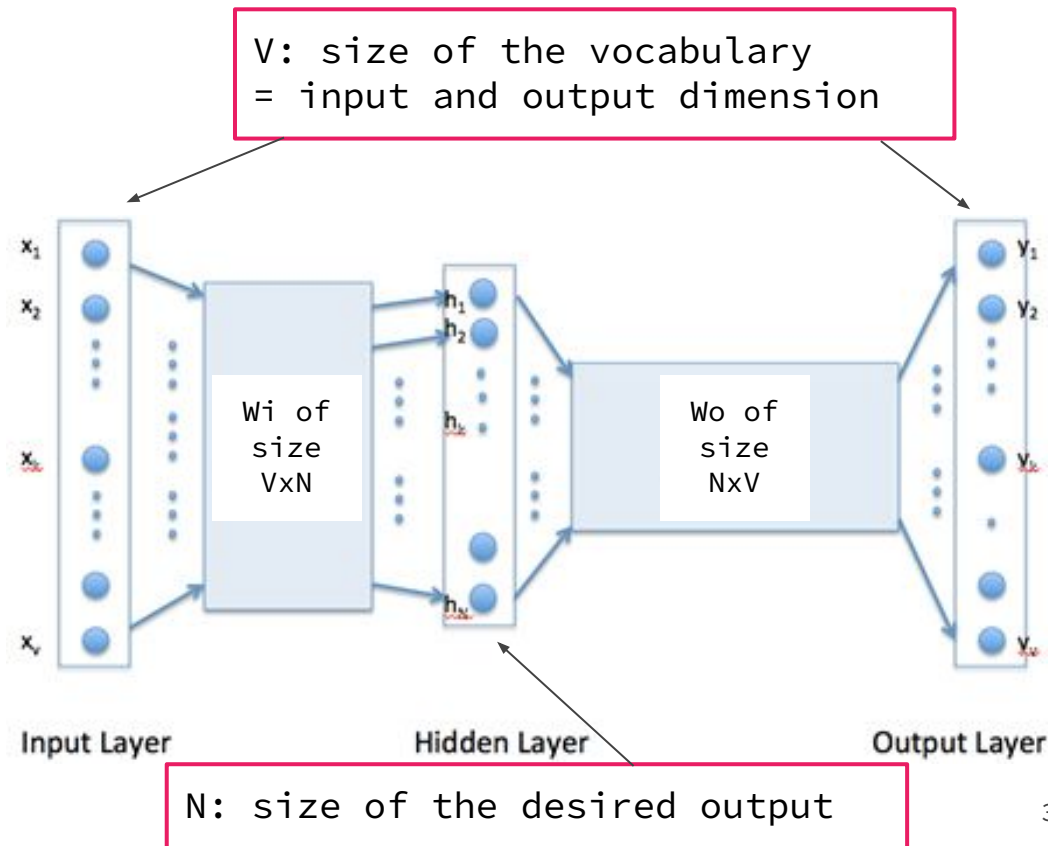 V: size of the vocabulary
= input and output dimension
x₁
x₂
xₖ
xᵥ
Wi of
size
VxN
h₁
h₂
hₖ
h_N
Wo of
size
NxV
y₁
y₂
yₖ
yᵥ
Input Layer
Hidden Layer
Output Layer
N: size of the desired output
3